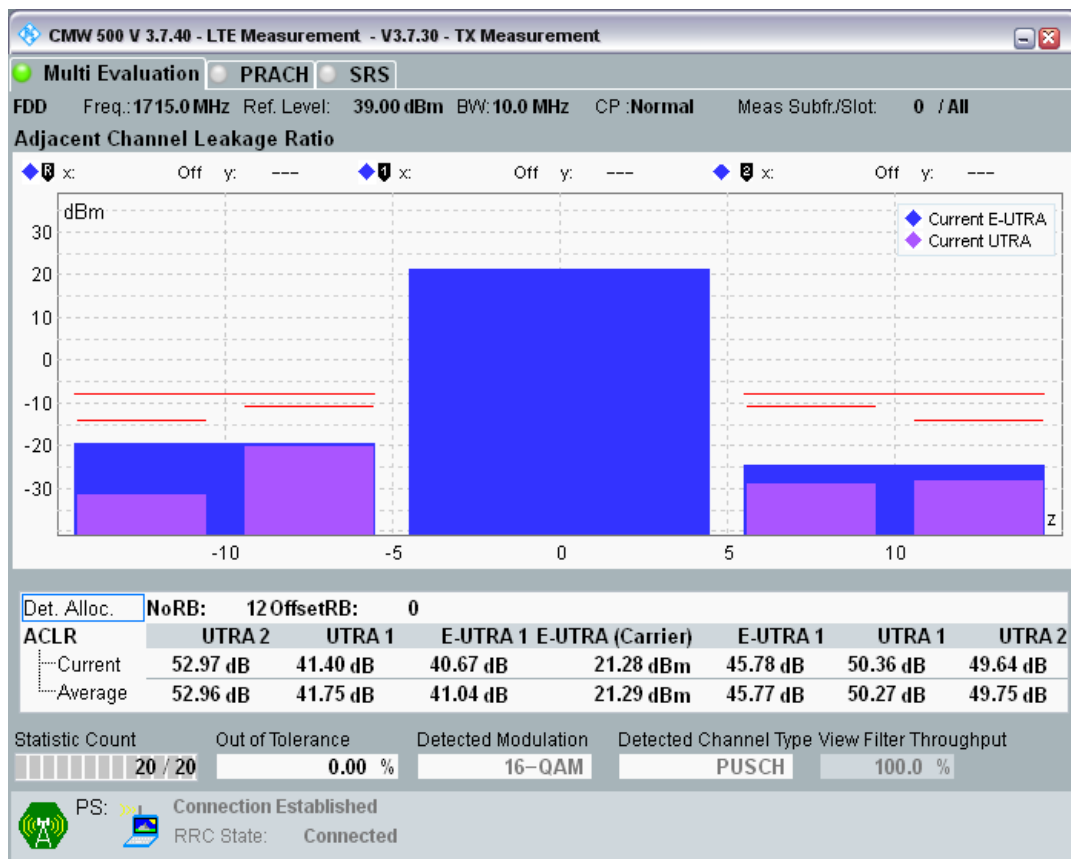 CMW 500 V 3.7.40 - LTE Measurement - V3.7.30 - TX Measurement
Multi Evaluation PRACH SRS
FDD Freq.:1715.0 MHz Ref. Level: 39.00 dBm BW:10.0 MHz CP :Normal Meas Subfr./Slot: 0 / All
Adjacent Channel Leakage Ratio
R x: Off y: --- 1 x: Off y: --- 2 x: Off y: ---
dBm
Current E-UTRA
Current UTRA
30
20
10
0
-10
-20
-30
z
-10 -5 0 5 10
Det. Alloc. NoRB: 12 OffsetRB: 0
ACLR UTRA 2 UTRA 1 E-UTRA 1 E-UTRA (Carrier) E-UTRA 1 UTRA 1 UTRA 2
Current 52.97 dB 41.40 dB 40.67 dB 21.28 dBm 45.78 dB 50.36 dB 49.64 dB
Average 52.96 dB 41.75 dB 41.04 dB 21.29 dBm 45.77 dB 50.27 dB 49.75 dB
Statistic Count Out of Tolerance Detected Modulation Detected Channel Type View Filter Throughput
20 / 20 0.00 % 16-QAM PUSCH 100.0 %
PS: Connection Established
RRC State: Connected